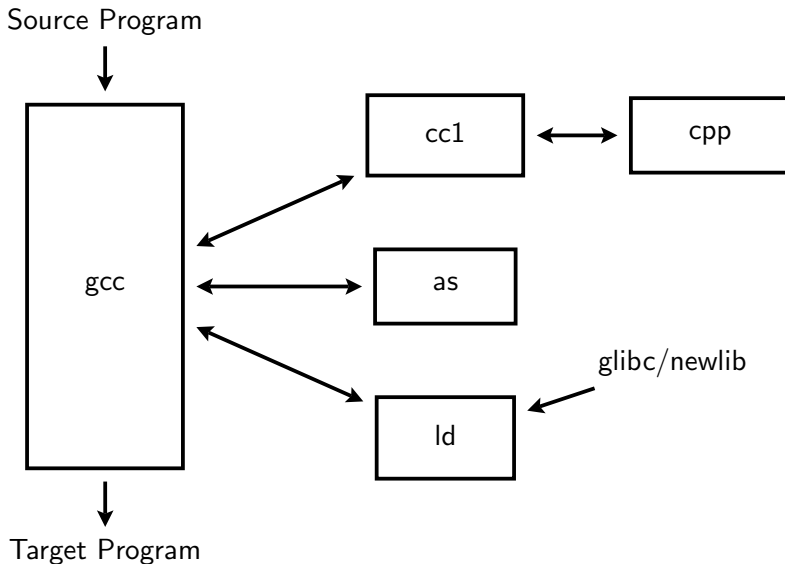 Source Program
cc1
cpp
gcc
as
glibc/newlib
ld
Target Program